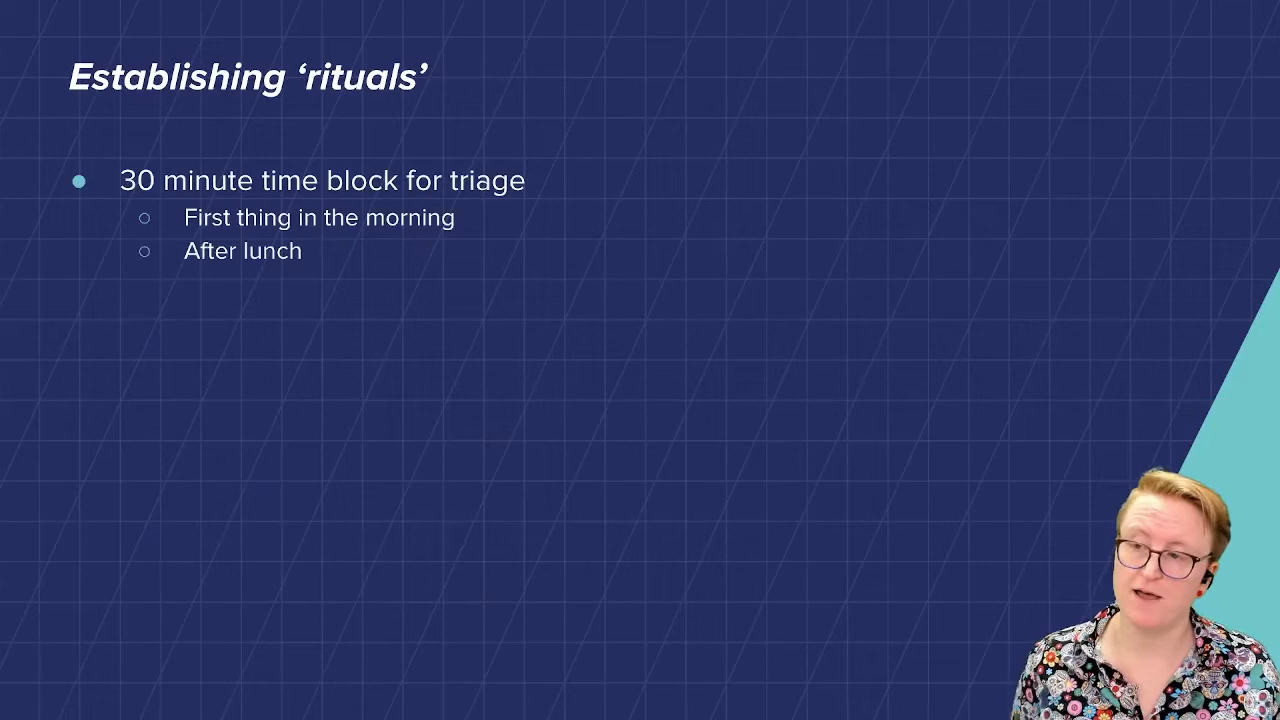 Establishing ‘rituals’
● 30 minute time block for triage
○ First thing in the morning
○ After lunch